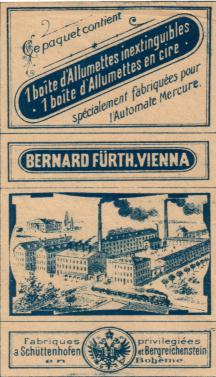 Ce paquet contient
1 boîte d'Allumettes inextinguibles
1 boîte d'Allumettes en cire
spécialement fabriquées pour
l'Automate Mercure.
BERNARD FÜRTH, VIENNA
Fabriques privilegiées
a Schüttenhofen et Bergreichenstein
en Bohême